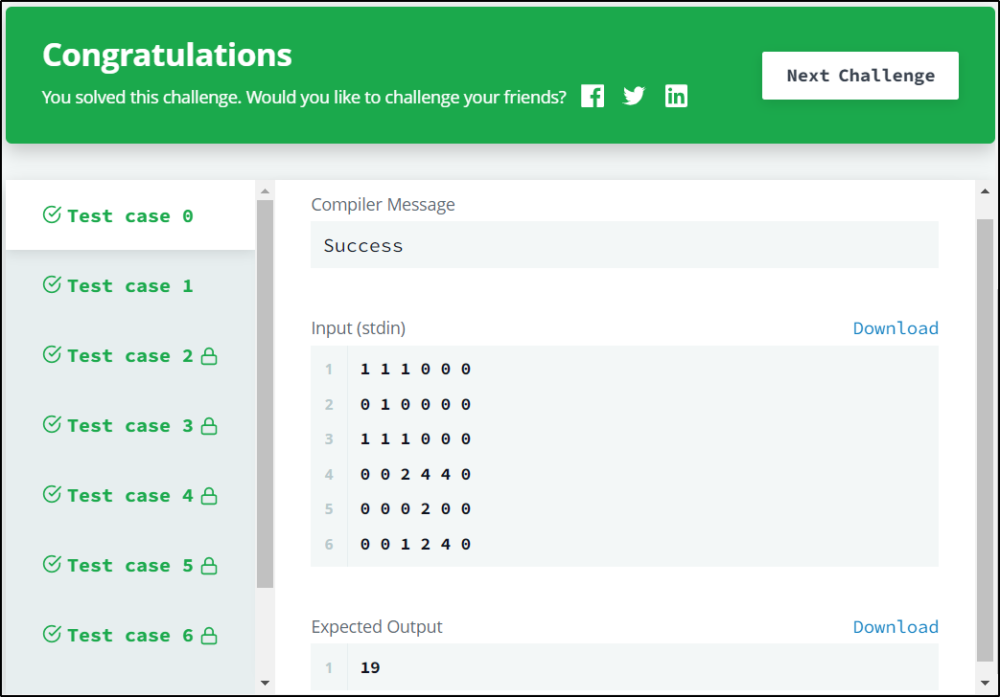 Congratulations
You solved this challenge. Would you like to challenge your friends?
Next Challenge
Test case 0
Test case 1
Test case 2
Test case 3
Test case 4
Test case 5
Test case 6
Compiler Message
Success
Input (stdin)
Download
1 1 1 1 0 0 0
2 0 1 0 0 0 0
3 1 1 1 0 0 0
4 0 0 2 4 4 0
5 0 0 0 2 0 0
6 0 0 1 2 4 0
Expected Output
Download
1 19